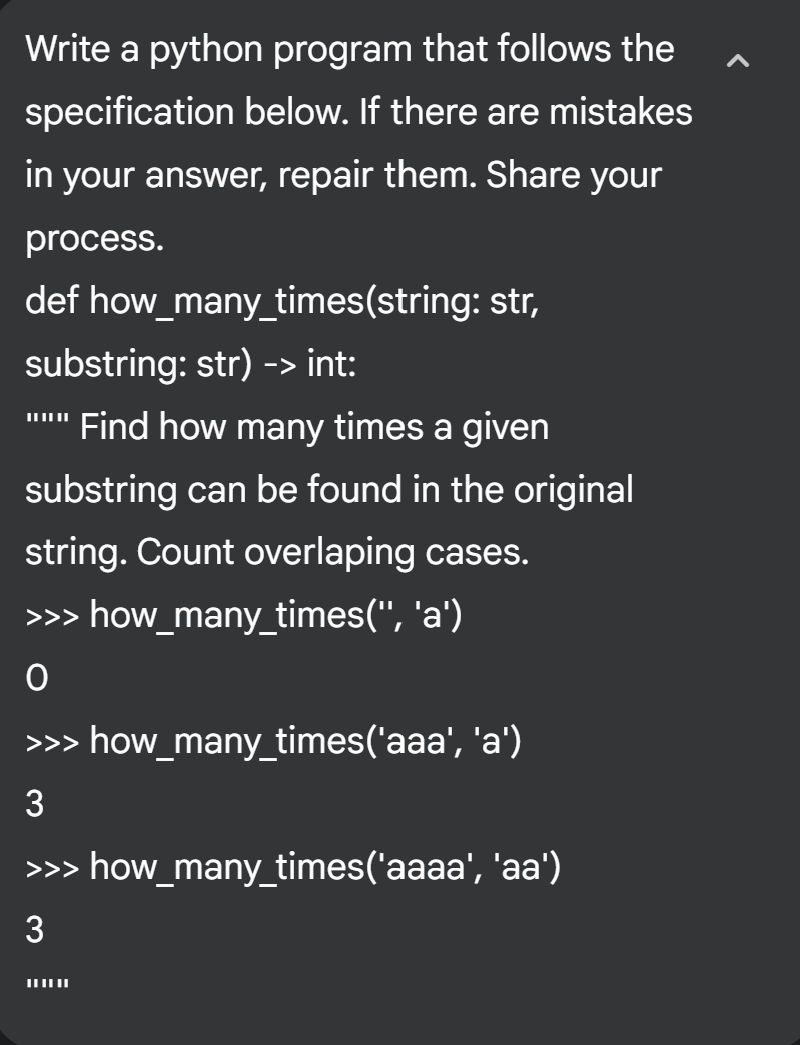 Write a python program that follows the
specification below. If there are mistakes
in your answer, repair them. Share your
process.
def how_many_times(string: str,
substring: str) -> int:
""" Find how many times a given
substring can be found in the original
string. Count overlaping cases.
>>> how_many_times('', 'a')
0
>>> how_many_times('aaa', 'a')
3
>>> how_many_times('aaaa', 'aa')
3
"""